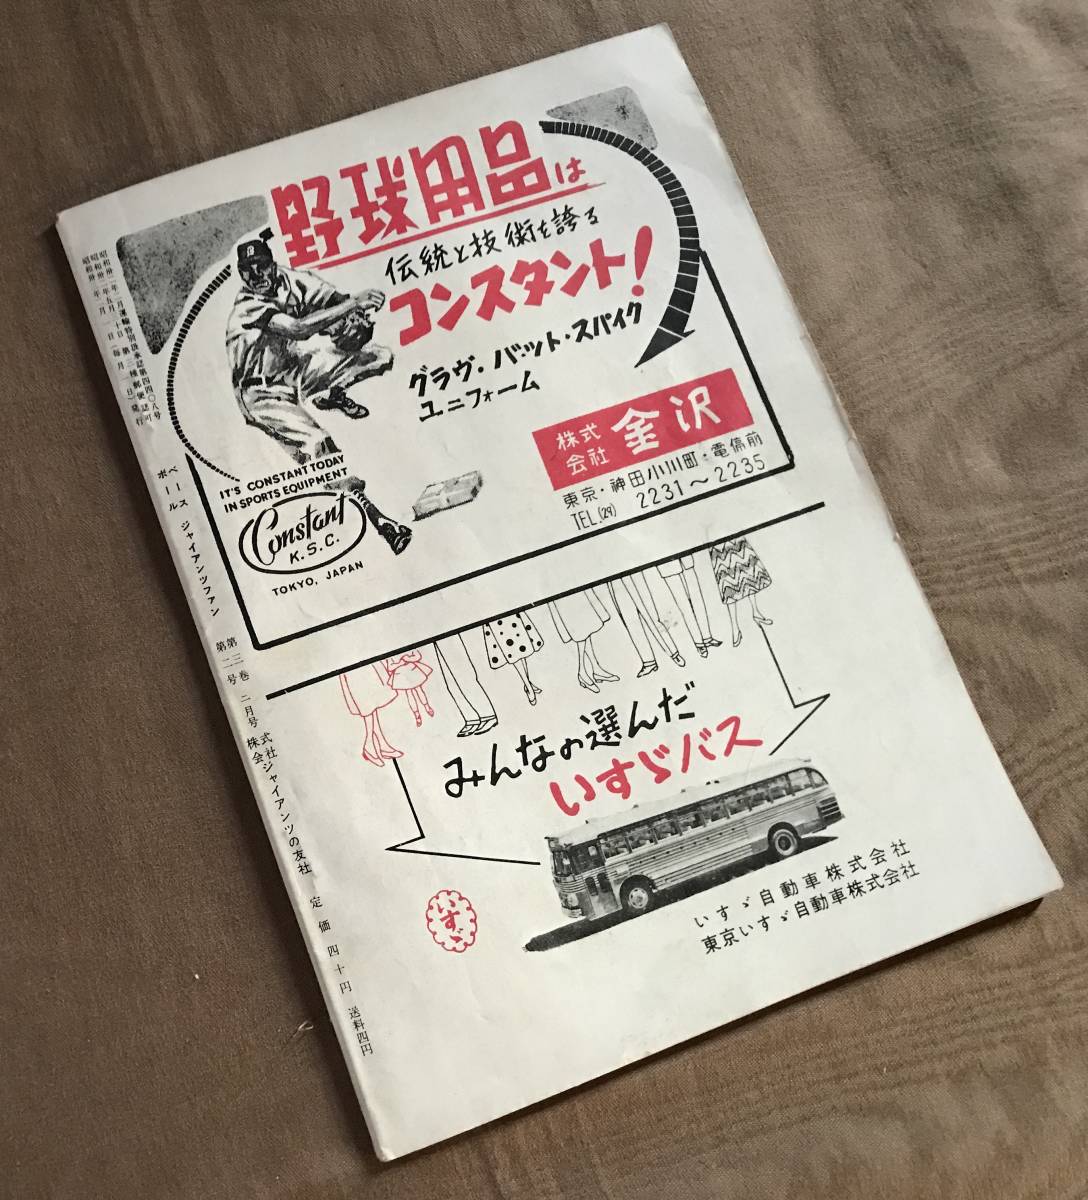 野球用品は
伝統と技術を誇る
コンスタント!
グラヴ・バット・スパイク
ユニフォーム
株式会社 金沢
東京・神田小川町・電停前
TEL.(29) 2231～2235
IT'S CONSTANT TODAY
IN SPORTS EQUIPMENT
Constant
K.S.C.
TOKYO, JAPAN
みんなの選んだ
いすゞバス
いすゞ
いすゞ自動車株式会社
東京いすゞ自動車株式会社
ベースボール ジャイアンツファン
第三巻 第二号
二月号
株式会社ジャイアンツの友社
定価四十円
送料四円